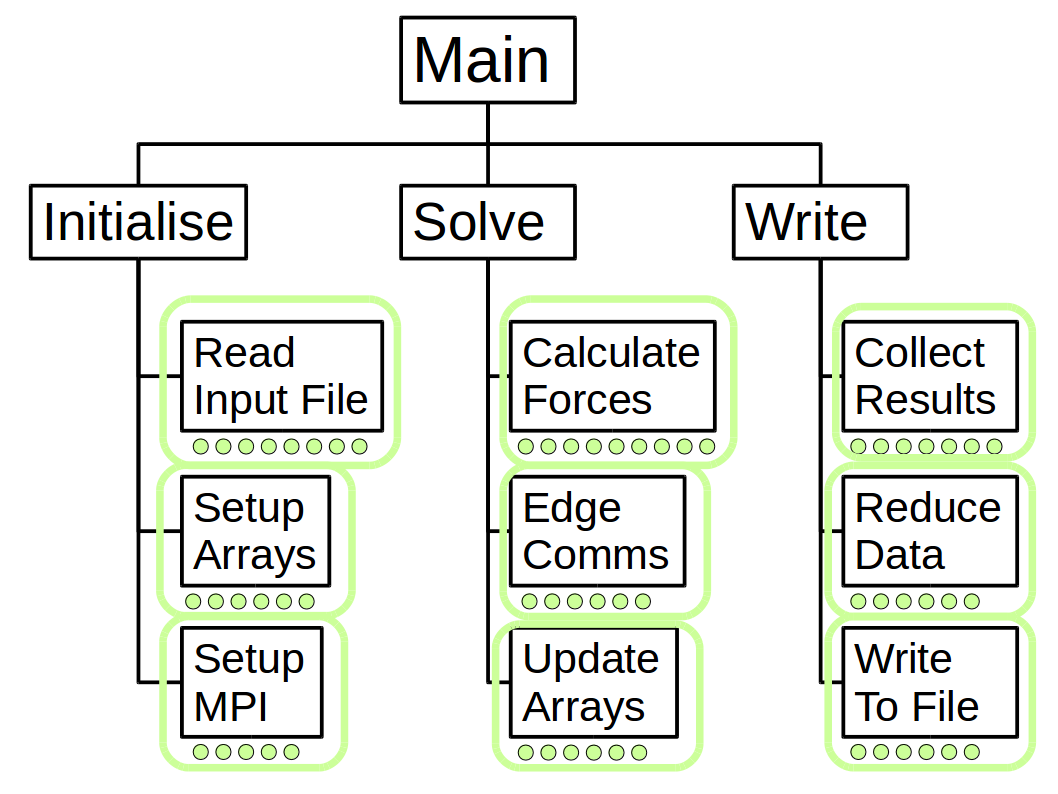 Main
Initialise
Solve
Write
Read
Input File
Calculate
Forces
Collect
Results
Setup
Arrays
Edge
Comms
Reduce
Data
Setup
MPI
Update
Arrays
Write
To File